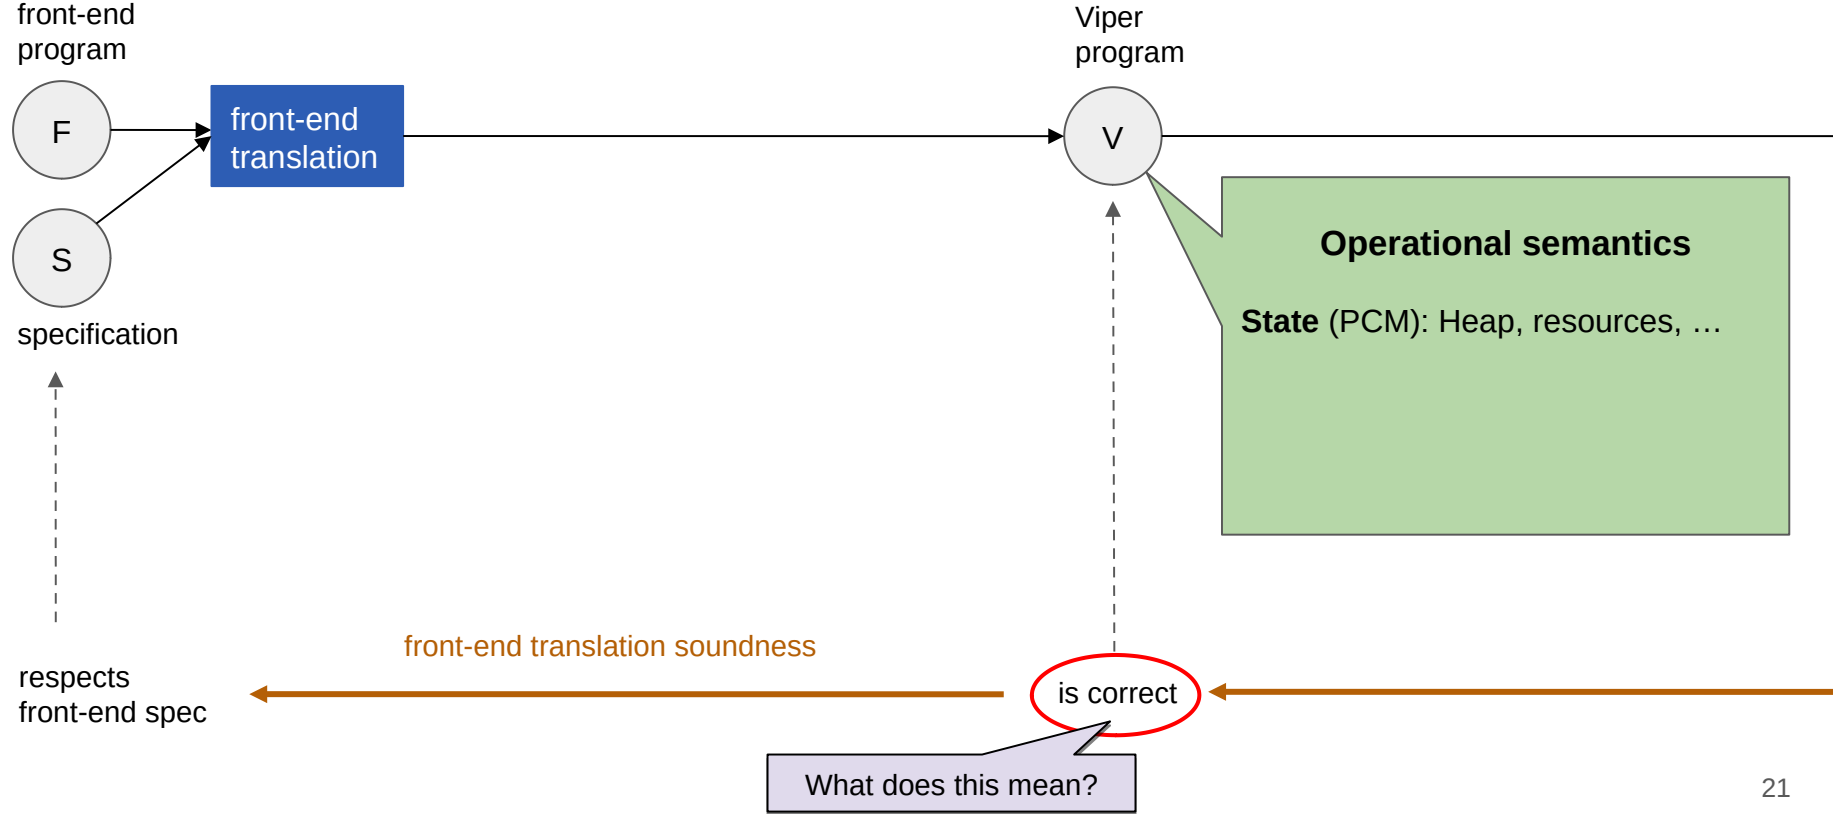 front-end
program
Viper
program
F
front-end
translation
V
S
specification
Operational semantics
State (PCM): Heap, resources, …
front-end translation soundness
respects
front-end spec
is correct
What does this mean?
21